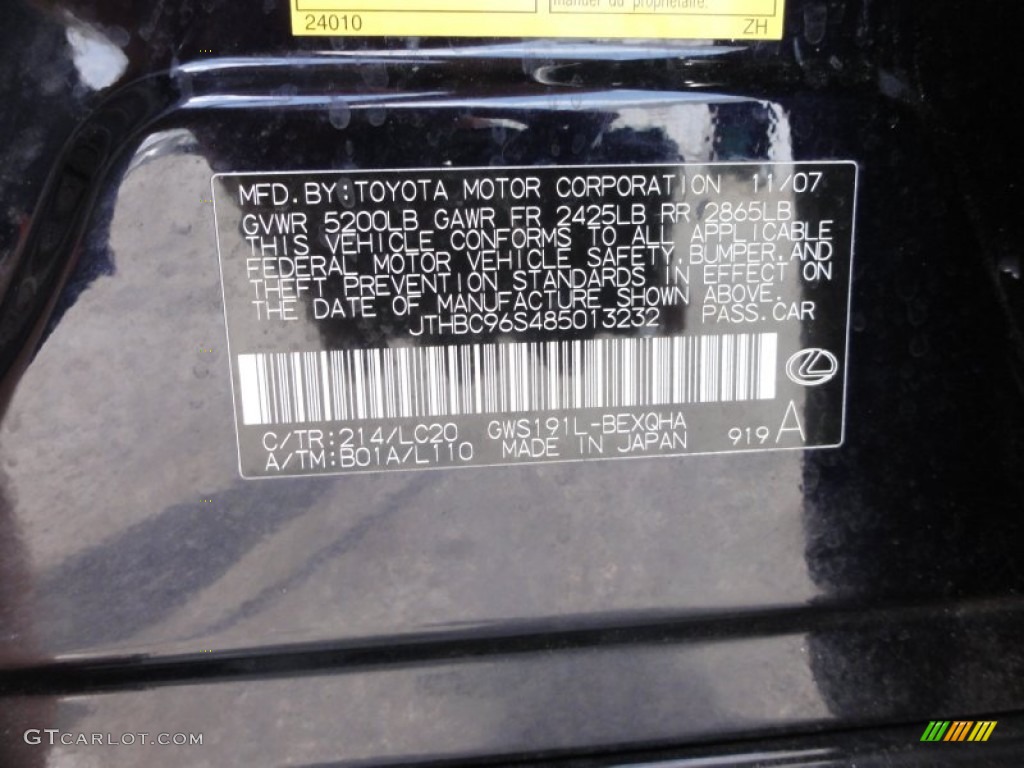 manuel du propriétaire.
24010 ZH
MFD. BY: TOYOTA MOTOR CORPORATION 11/07
GVWR 5200LB GAWR FR 2425LB RR 2865LB
THIS VEHICLE CONFORMS TO ALL APPLICABLE
FEDERAL MOTOR VEHICLE SAFETY, BUMPER, AND
THEFT PREVENTION STANDARDS IN EFFECT ON
THE DATE OF MANUFACTURE SHOWN ABOVE.
JTHBC96S485013232 PASS.CAR
C/TR:214/LC20 GWS191L-BEXQHA
A/TM:B01A/L110 MADE IN JAPAN 919 A
GTCARLOT.COM